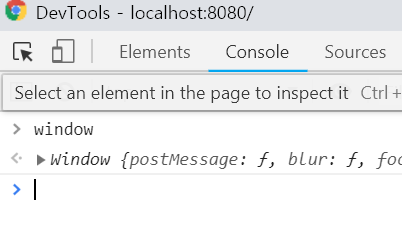 DevTools - localhost:8080/
Elements Console Sources
Select an element in the page to inspect it Ctrl +
> window
Window {postMessage: ƒ, blur: ƒ, foc
>